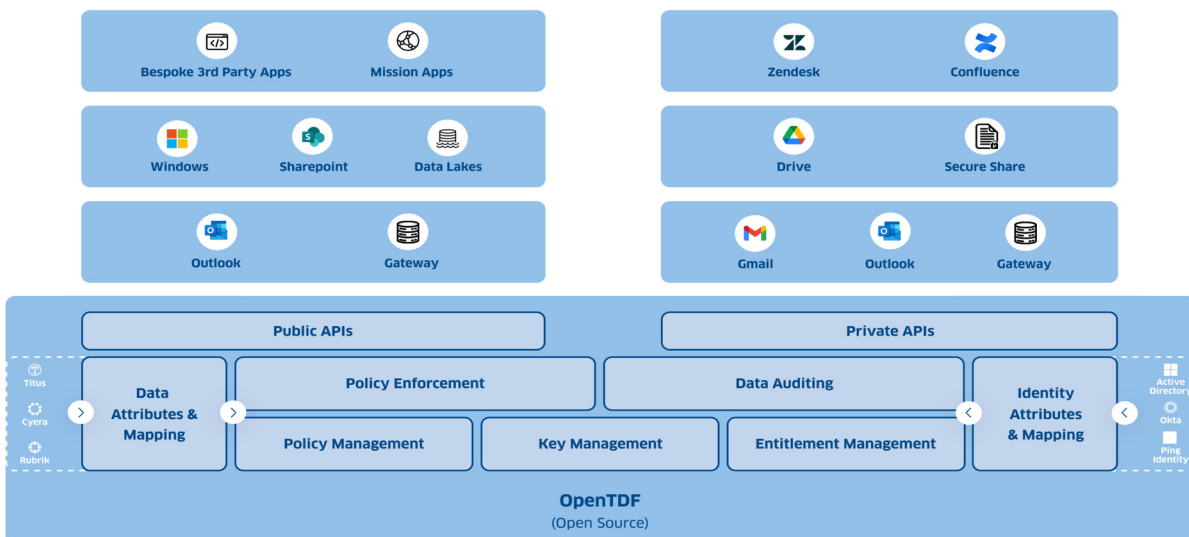 Bespoke 3rd Party Apps
Mission Apps
Zendesk
Confluence
Windows
Sharepoint
Data Lakes
Drive
Secure Share
Outlook
Gateway
Gmail
Outlook
Gateway
Public APIs
Private APIs
Titus
Cyera
Rubrik
Data
Attributes &
Mapping
Policy Enforcement
Data Auditing
Policy Management
Key Management
Entitlement Management
Identity
Attributes
& Mapping
Active
Directory
Okta
Ping
Identity
OpenTDF
(Open Source)